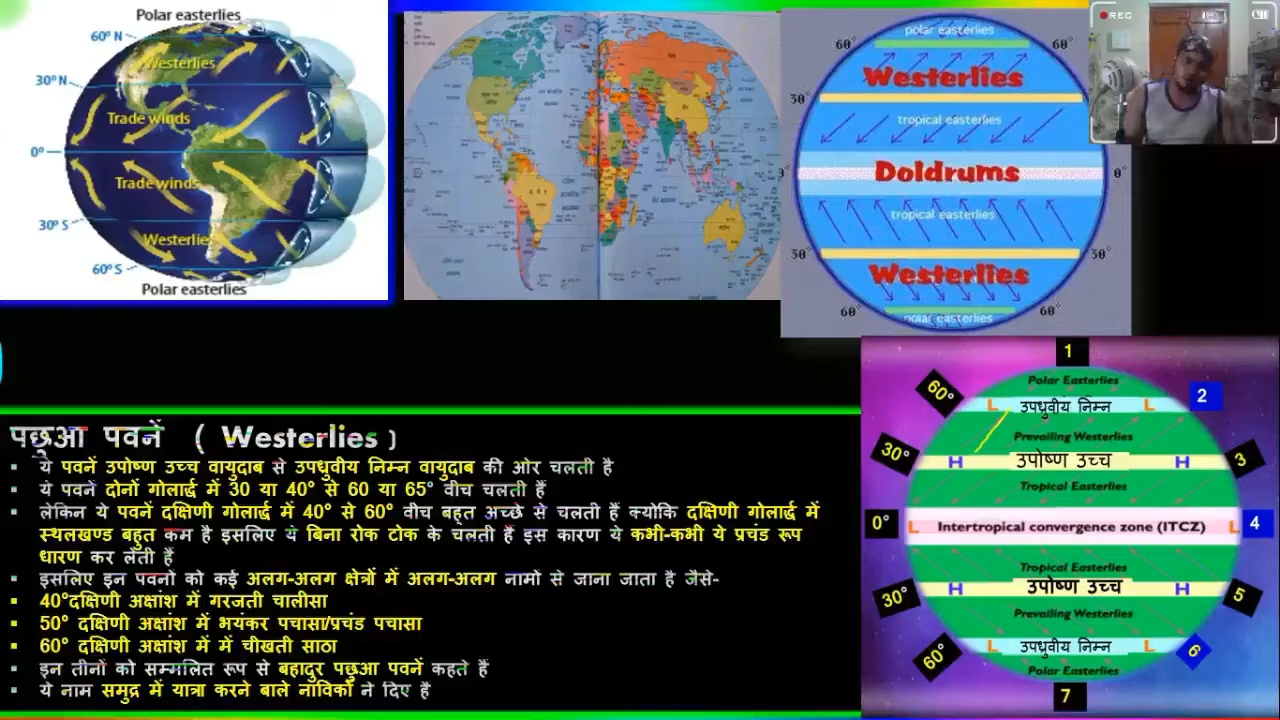 Polar easterlies
60° N
Westerlies
30° N
Trade winds
0°
Trade winds
30° S
Westerlies
60° S
Polar easterlies
polar easterlies
60°
60°
Westerlies
30°
30°
tropical easterlies
Doldrums
0°
tropical easterlies
30°
30°
Westerlies
60°
60°
polar easterlies
REC
1
Polar Easterlies
60°
2
L उपध्रुवीय निम्न L
Prevailing Westerlies
30°
H उपोष्ण उच्च H
3
Tropical Easterlies
0°
L Intertropical convergence zone (ITCZ) L
4
Tropical Easterlies
30°
H उपोष्ण उच्च H
5
Prevailing Westerlies
60°
L उपध्रुवीय निम्न L
6
Polar Easterlies
7
पछुआ पवनें ( Westerlies )
ये पवनें उपोष्ण उच्च वायुदाब से उपध्रुवीय निम्न वायुदाब की ओर चलती है
ये पवनें दोनों गोलार्द्ध में 30 या 40° से 60 या 65° वीच चलती हैं
लेकिन ये पवनें दक्षिणी गोलार्द्ध में 40° से 60° वीच बहुत अच्छे से चलती हैं क्योंकि दक्षिणी गोलार्द्ध में
स्थलखण्ड बहुत कम है इसलिए ये बिना रोक टोक के चलती हैं इस कारण ये कभी-कभी ये प्रचंड रूप
धारण कर लेती हैं
इसलिए इन पवनों को कई अलग-अलग क्षेत्रों में अलग-अलग नामों से जाना जाता है जैसे-
40°दक्षिणी अक्षांश में गरजती चालीसा
50° दक्षिणी अक्षांश में भयंकर पचासा/प्रचंड पचासा
60° दक्षिणी अक्षांश में में चीखती साठा
इन तीनों को सम्मलित रूप से बहादुर पछुआ पवनें कहते हैं
ये नाम समुद्र में यात्रा करने बाले नाविकों ने दिए हैं